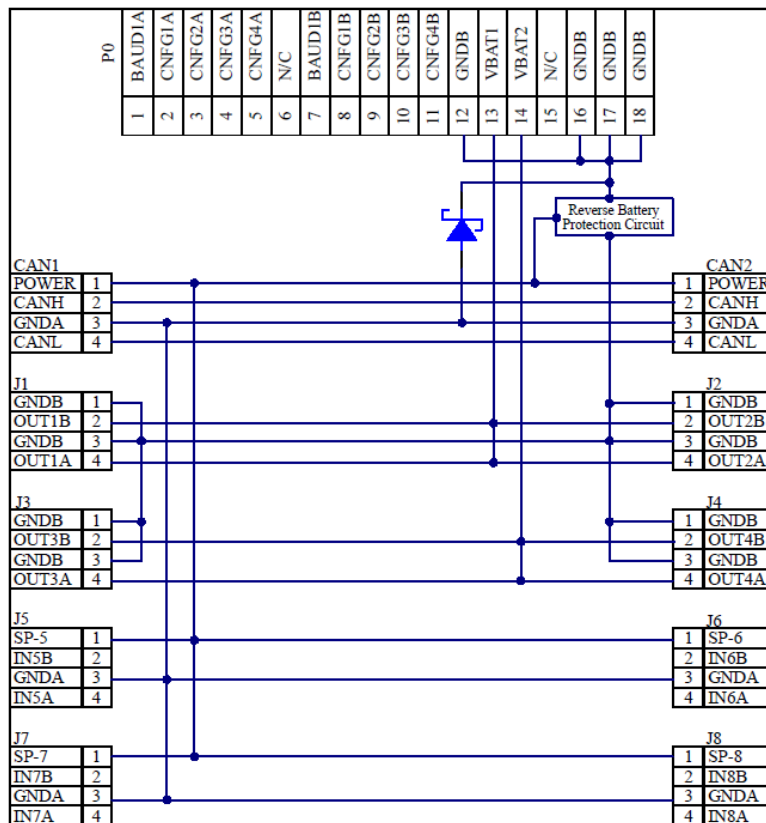 P0
BAUD1A
CNFG1A
CNFG2A
CNFG3A
CNFG4A
N/C
BAUD1B
CNFG1B
CNFG2B
CNFG3B
CNFG4B
GNDB
VBAT1
VBAT2
N/C
GNDB
GNDB
GNDB
1 2 3 4 5 6 7 8 9 10 11 12 13 14 15 16 17 18
Reverse Battery
Protection Circuit
CAN1
POWER 1
CANH 2
GNDA 3
CANL 4
CAN2
1 POWER
2 CANH
3 GNDA
4 CANL
J1
GNDB 1
OUT1B 2
GNDB 3
OUT1A 4
J2
1 GNDB
2 OUT2B
3 GNDB
4 OUT2A
J3
GNDB 1
OUT3B 2
GNDB 3
OUT3A 4
J4
1 GNDB
2 OUT4B
3 GNDB
4 OUT4A
J5
SP-5 1
IN5B 2
GNDA 3
IN5A 4
J6
1 SP-6
2 IN6B
3 GNDA
4 IN6A
J7
SP-7 1
IN7B 2
GNDA 3
IN7A 4
J8
1 SP-8
2 IN8B
3 GNDA
4 IN8A